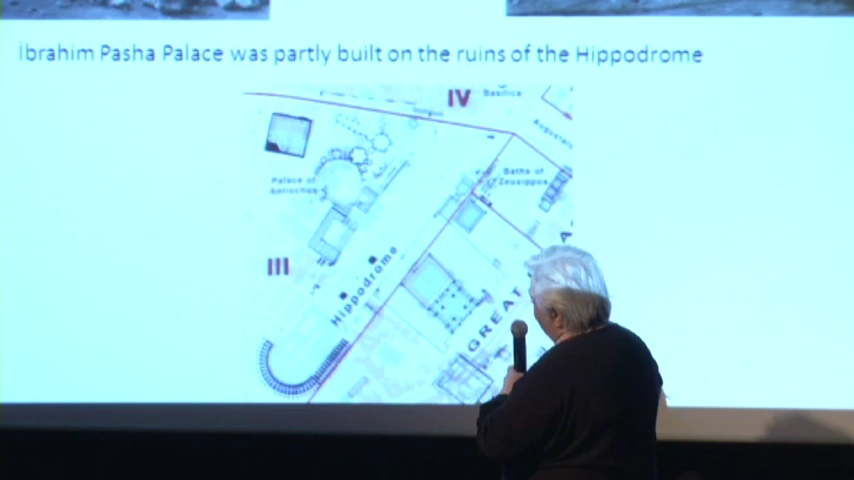 İbrahim Pasha Palace was partly built on the ruins of the Hippodrome
IV
Basilica
Palace of
Antiochus
Baths of
Zeuxippos
III
Hippodrome
GREAT